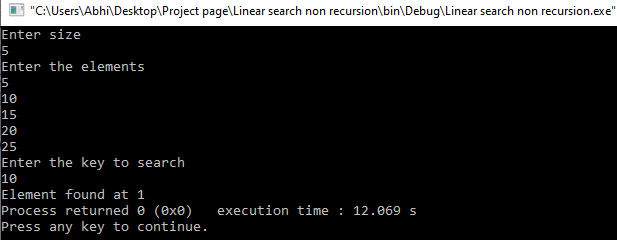 "C:\Users\Abhi\Desktop\Project page\Linear search non recursion\bin\Debug\Linear search non recursion.exe"
Enter size
5
Enter the elements
5
10
15
20
25
Enter the key to search
10
Element found at 1
Process returned 0 (0x0)   execution time : 12.069 s
Press any key to continue.